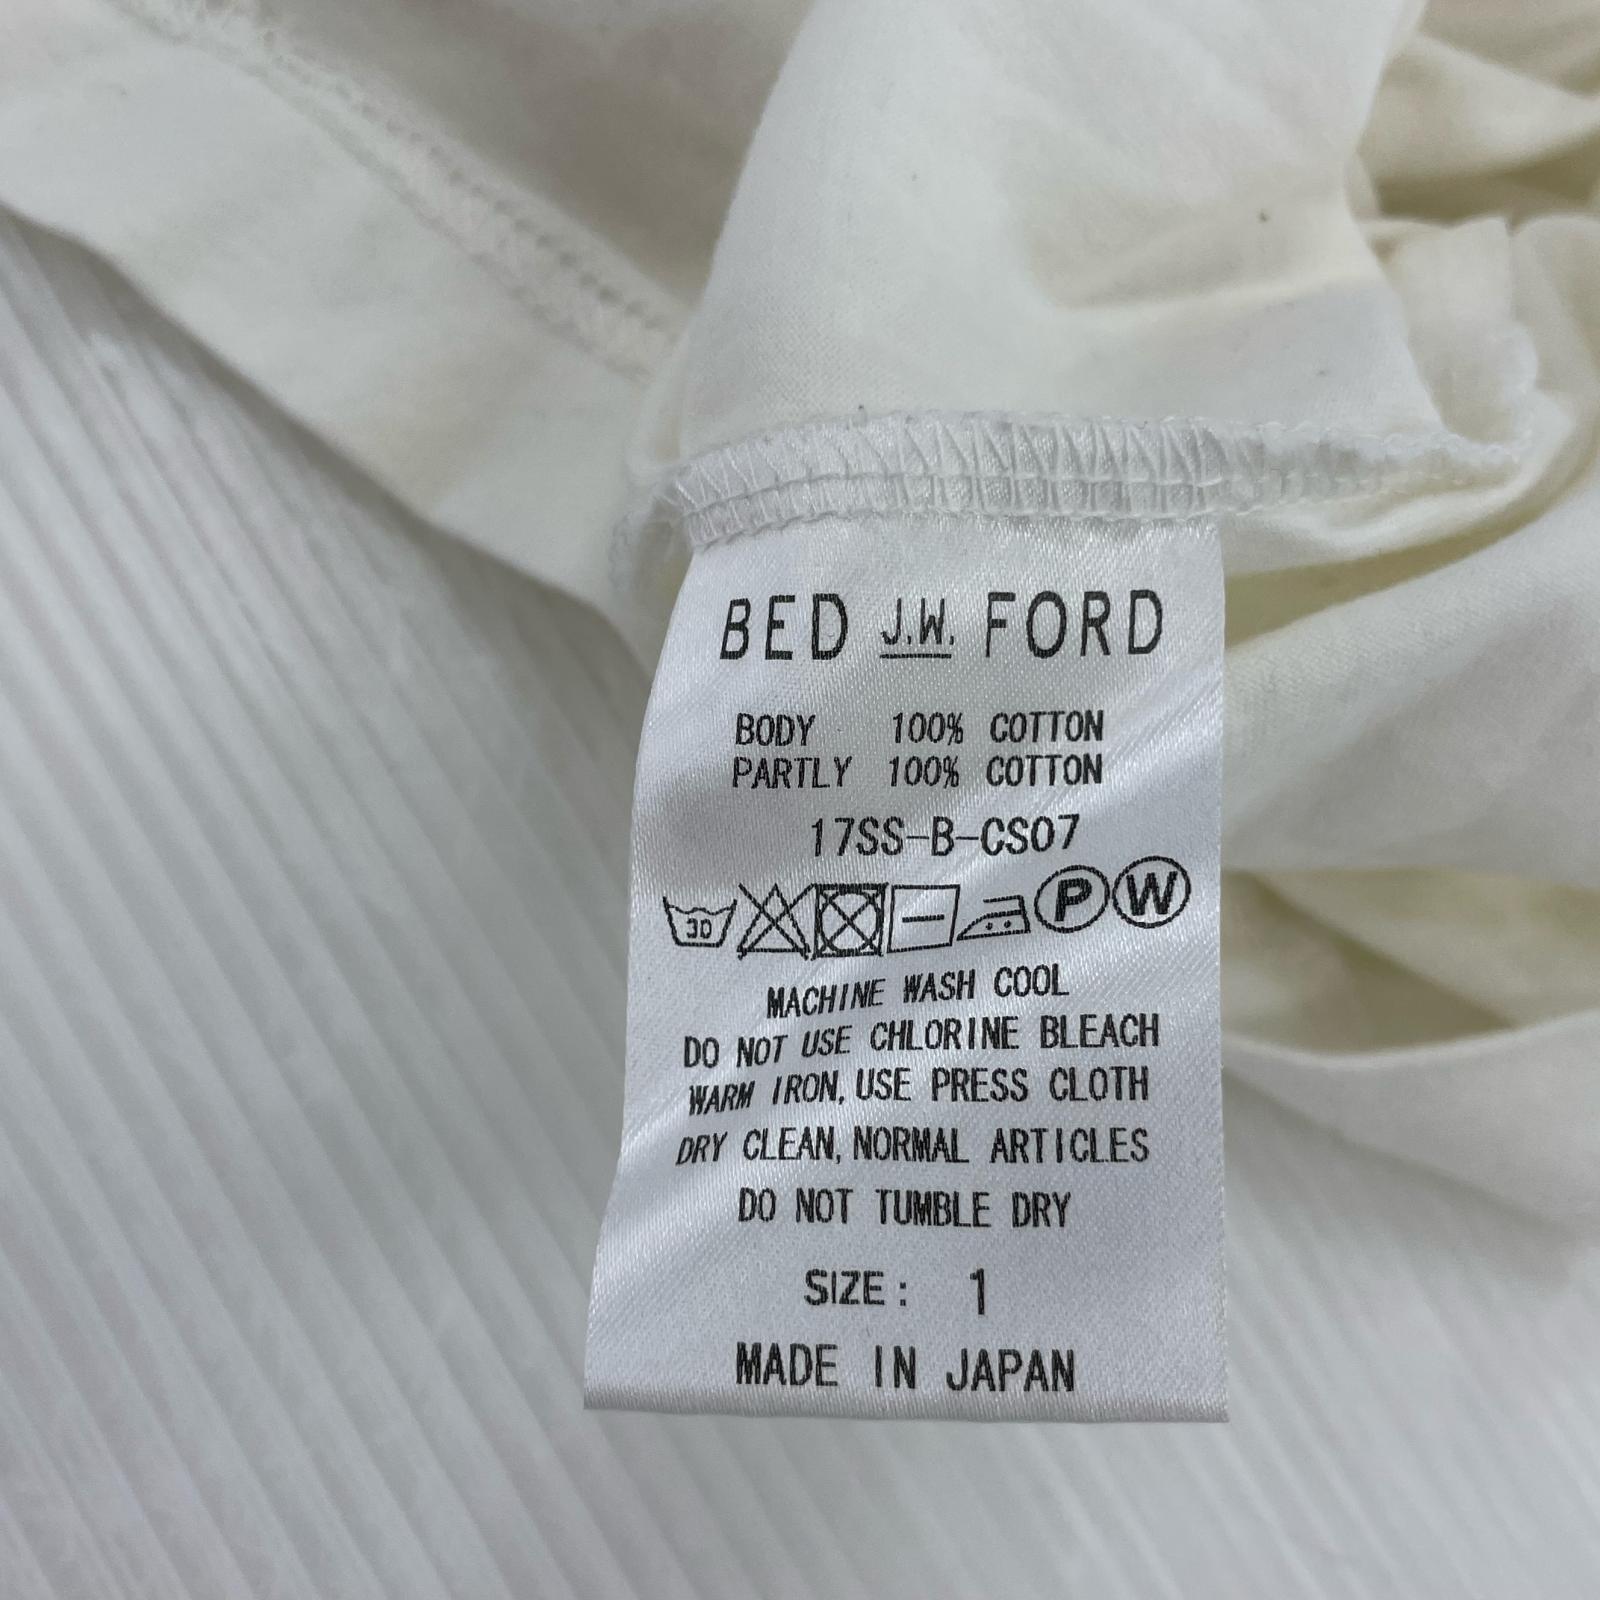 BED J.W. FORD
BODY 100% COTTON
PARTLY 100% COTTON
17SS-B-CS07
30 P W
MACHINE WASH COOL
DO NOT USE CHLORINE BLEACH
WARM IRON, USE PRESS CLOTH
DRY CLEAN, NORMAL ARTICLES
DO NOT TUMBLE DRY
SIZE: 1
MADE IN JAPAN